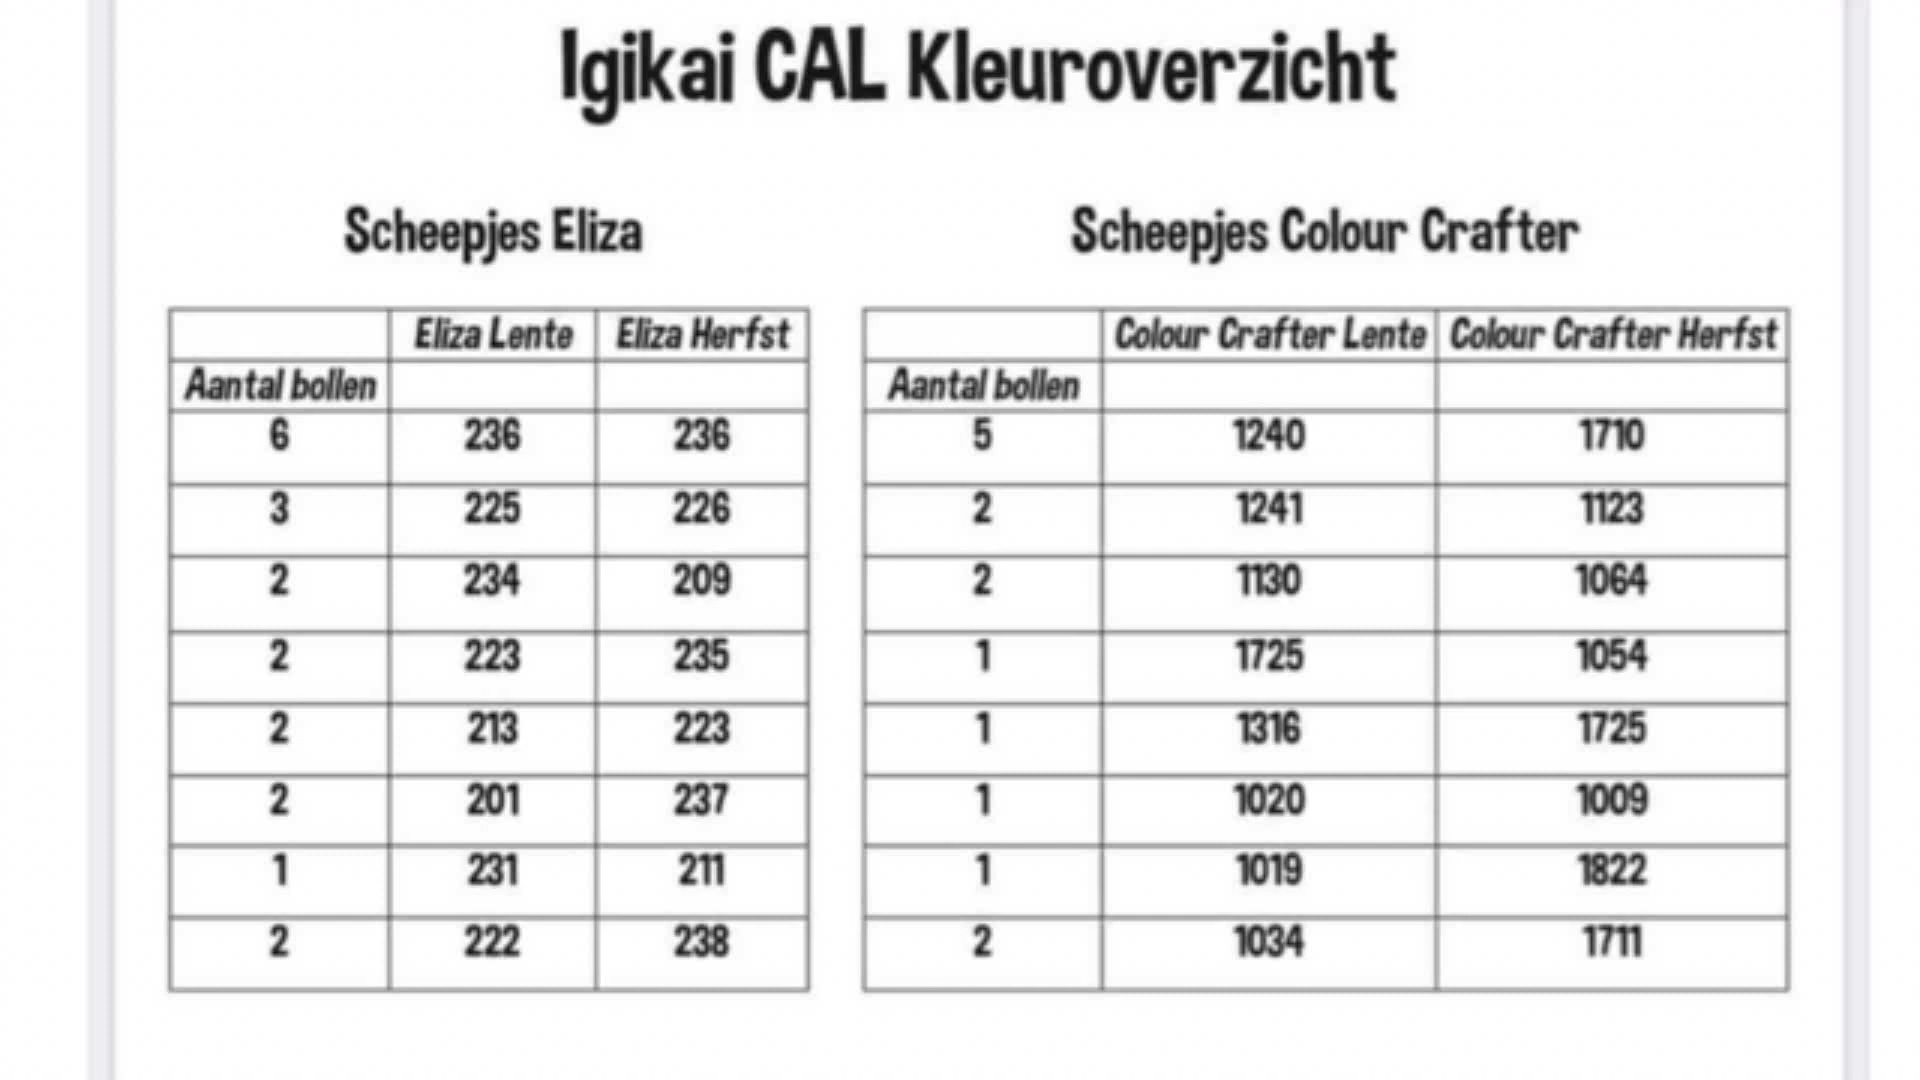 Igikai CAL Kleuroverzicht
Scheepjes Eliza
Eliza Lente Eliza Herfst
Aantal bollen
6 236 236
3 225 226
2 234 209
2 223 235
2 213 223
2 201 237
1 231 211
2 222 238
Scheepjes Colour Crafter
Colour Crafter Lente Colour Crafter Herfst
Aantal bollen
5 1240 1710
2 1241 1123
2 1130 1064
1 1725 1054
1 1316 1725
1 1020 1009
1 1019 1822
2 1034 1711